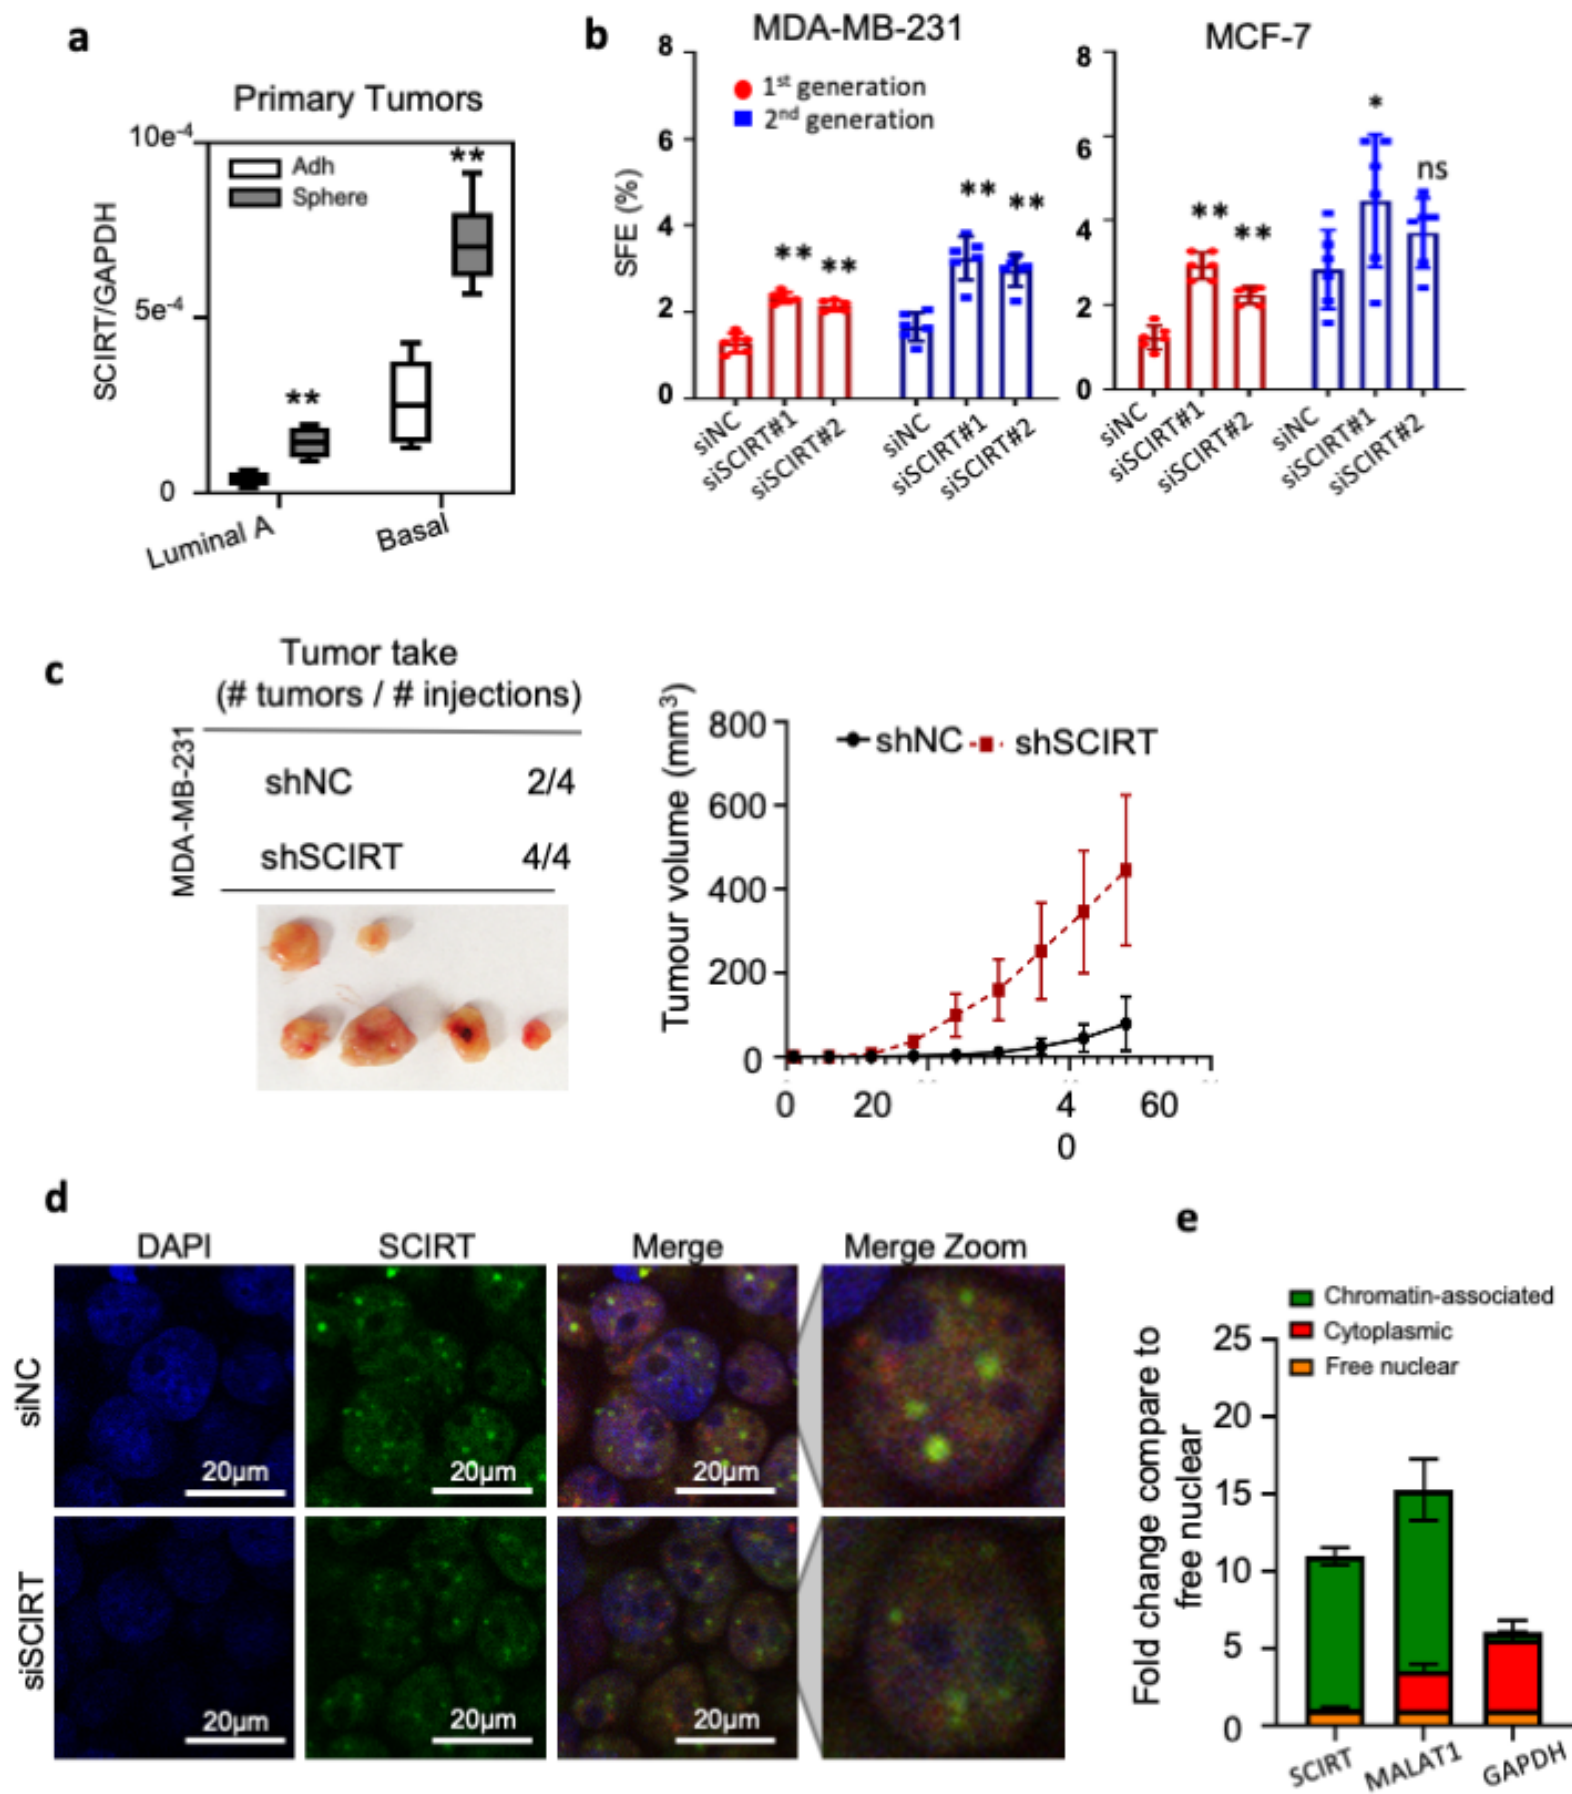 a
Primary Tumors
10e-4
5e-4
0
SCIRT/GAPDH
Adh
Sphere
**
**
Luminal A
Basal
b
MDA-MB-231
MCF-7
1st generation
2nd generation
SFE (%)
8
6
4
2
0
** ** ** **
siNC
siSCIRT#1
siSCIRT#2
siNC
siSCIRT#1
siSCIRT#2
8
6
4
2
0
** ** * ns
siNC
siSCIRT#1
siSCIRT#2
siNC
siSCIRT#1
siSCIRT#2
c
Tumor take
(# tumors / # injections)
MDA-MB-231
shNC 2/4
shSCIRT 4/4
Tumour volume (mm3)
800
600
400
200
0
shNC shSCIRT
0 20 4 60
0
d
DAPI SCIRT Merge Merge Zoom
siNC
20µm 20µm 20µm
siSCIRT
20µm 20µm 20µm
e
Chromatin-associated
Cytoplasmic
Free nuclear
Fold change compare to
free nuclear
25
20
15
10
5
0
SCIRT
MALAT1
GAPDH